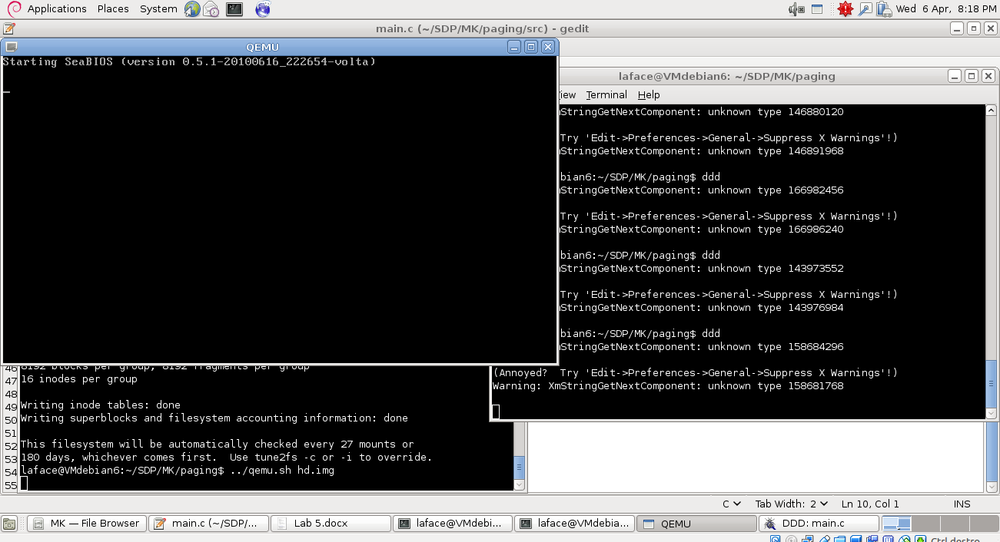 Applications Places System Wed 6 Apr, 8:18 PM
main.c (~/SDP/MK/paging/src) - gedit
QEMU
Starting SeaBIOS (version 0.5.1-20100616_222654-volta)
laface@VMdebian6: ~/SDP/MK/paging
iew Terminal Help
mStringGetNextComponent: unknown type 146880120
Try 'Edit->Preferences->General->Suppress X Warnings'!)
mStringGetNextComponent: unknown type 146891968
bian6:~/SDP/MK/paging$ ddd
mStringGetNextComponent: unknown type 166982456
Try 'Edit->Preferences->General->Suppress X Warnings'!)
mStringGetNextComponent: unknown type 166986240
bian6:~/SDP/MK/paging$ ddd
mStringGetNextComponent: unknown type 143973552
Try 'Edit->Preferences->General->Suppress X Warnings'!)
mStringGetNextComponent: unknown type 143976984
bian6:~/SDP/MK/paging$ ddd
mStringGetNextComponent: unknown type 158684296
(Annoyed? Try 'Edit->Preferences->General->Suppress X Warnings'!)
Warning: XmStringGetNextComponent: unknown type 158681768
46
47
48
49
50
51
52
53
54
55
8192 blocks per group, 8192 fragments per group
16 inodes per group
Writing inode tables: done
Writing superblocks and filesystem accounting information: done
This filesystem will be automatically checked every 27 mounts or
180 days, whichever comes first. Use tune2fs -c or -i to override.
laface@VMdebian6:~/SDP/MK/paging$ ../qemu.sh hd.img
C Tab Width: 2 Ln 10, Col 1 INS
MK — File Browser main.c (~/SDP/... Lab 5.docx laface@VMdebi... laface@VMdebia... QEMU DDD: main.c
Ctrl destro